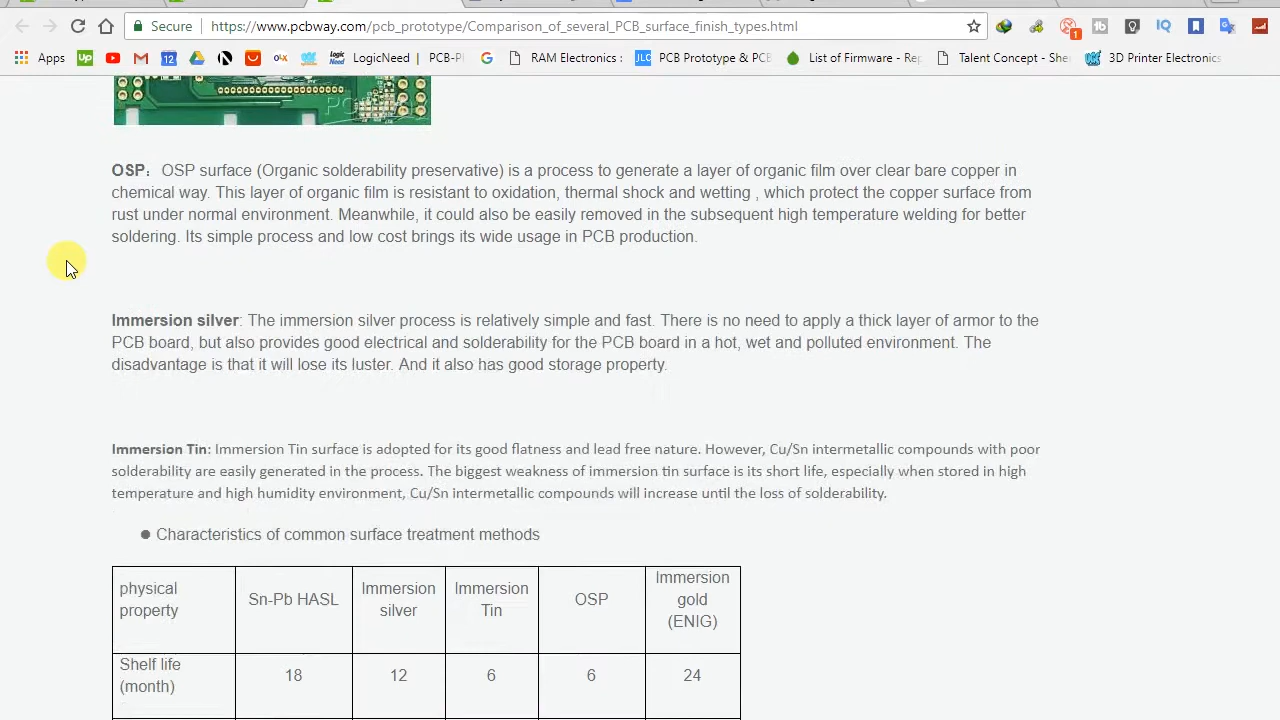 Secure
https://www.pcbway.com/pcb_prototype/Comparison_of_several_PCB_surface_finish_types.html
1
Apps
Up
12
LogicNeed
PCB-P
G
RAM Electronics :
JLC PCB Prototype & PCB
List of Firmware - Rep
Talent Concept - She
3D Printer Electronics
OSP： OSP surface (Organic solderability preservative) is a process to generate a layer of organic film over clear bare copper in
chemical way. This layer of organic film is resistant to oxidation, thermal shock and wetting , which protect the copper surface from
rust under normal environment. Meanwhile, it could also be easily removed in the subsequent high temperature welding for better
soldering. Its simple process and low cost brings its wide usage in PCB production.
Immersion silver: The immersion silver process is relatively simple and fast. There is no need to apply a thick layer of armor to the
PCB board, but also provides good electrical and solderability for the PCB board in a hot, wet and polluted environment. The
disadvantage is that it will lose its luster. And it also has good storage property.
Immersion Tin: Immersion Tin surface is adopted for its good flatness and lead free nature. However, Cu/Sn intermetallic compounds with poor
solderability are easily generated in the process. The biggest weakness of immersion tin surface is its short life, especially when stored in high
temperature and high humidity environment, Cu/Sn intermetallic compounds will increase until the loss of solderability.
● Characteristics of common surface treatment methods
physical
property
Sn-Pb HASL
Immersion
silver
Immersion
Tin
OSP
Immersion
gold
(ENIG)
Shelf life
(month)
18
12
6
6
24